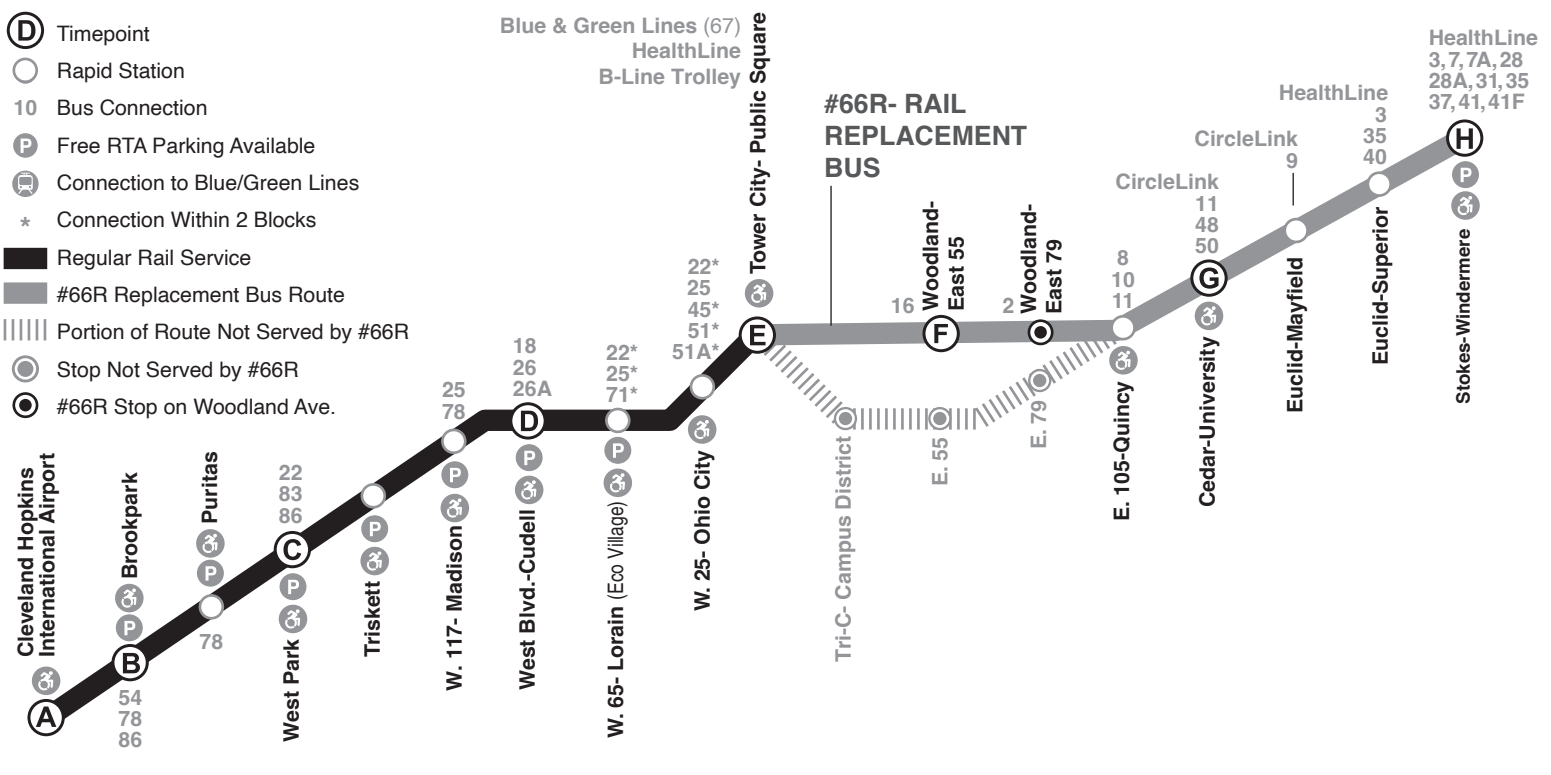 D Timepoint
Rapid Station
10 Bus Connection
P Free RTA Parking Available
Connection to Blue/Green Lines
* Connection Within 2 Blocks
Regular Rail Service
#66R Replacement Bus Route
Portion of Route Not Served by #66R
Stop Not Served by #66R
#66R Stop on Woodland Ave.
Blue & Green Lines (67)
HealthLine
B-Line Trolley
#66R- RAIL
REPLACEMENT
BUS
A
Cleveland Hopkins
International Airport
B
P
Brookpark
54
78
86
P
Puritas
78
22
83
86
C
P
West Park
P
Triskett
25
78
P
W. 117- Madison
18
26
26A
D
P
West Blvd.-Cudell
22*
25*
71*
P
W. 65- Lorain (Eco Village)
22*
25
45*
51*
51A*
W. 25- Ohio City
E
Tower City- Public Square
Tri-C- Campus District
E. 55
E. 79
16
F
Woodland-
East 55
2
Woodland-
East 79
8
10
11
E. 105-Quincy
CircleLink
11
48
50
G
Cedar-University
CircleLink
9
Euclid-Mayfield
HealthLine
3
35
40
Euclid-Superior
HealthLine
3, 7, 7A, 28
28A, 31, 35
37, 41, 41F
H
P
Stokes-Windermere